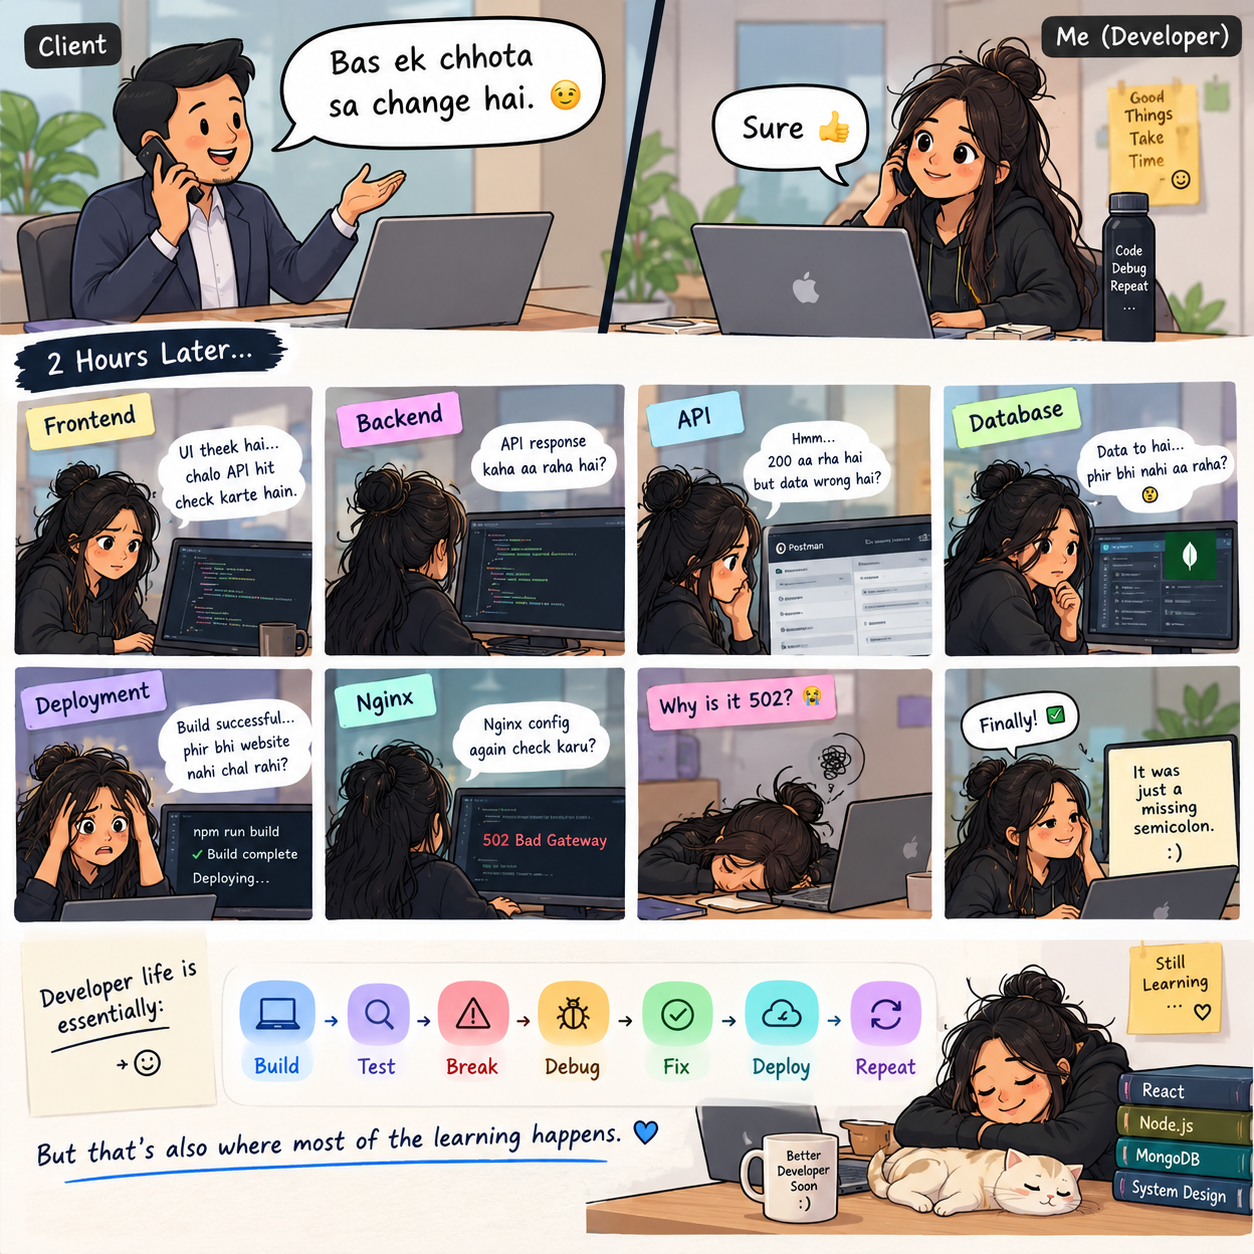 Client
Bas ek chhota
sa change hai. 😉
Me (Developer)
Sure 👍
Good
Things
Take
Time
Code
Debug
Repeat
...
2 Hours Later...
Frontend
UI theek hai...
chalo API hit
check karte hain.
Backend
API response
kaha aa raha hai?
API
Hmm...
200 aa rha hai
but data wrong hai?
Postman
Database
Data to hai...
phir bhi nahi aa raha?
😲
Deployment
Build successful...
phir bhi website
nahi chal rahi?
npm run build
✓ Build complete
Deploying...
Nginx
Nginx config
again check karu?
502 Bad Gateway
Why is it 502? 😭
Finally! ✅
It was
just a
missing
semicolon.
:)
Developer life is
essentially:
→ ☺
Build → Test → Break → Debug → Fix → Deploy → Repeat
But that's also where most of the learning happens. 💙
Still
Learning
... ♡
Better
Developer
Soon
:)
React
Node.js
MongoDB
System Design